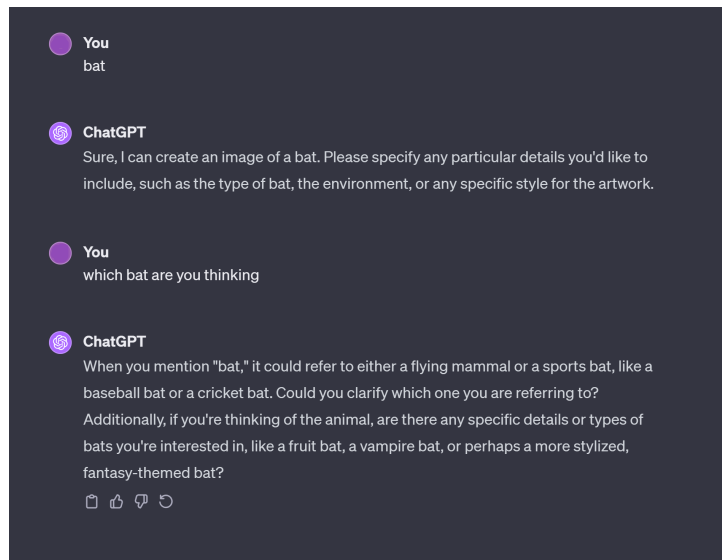 You
bat
ChatGPT
Sure, I can create an image of a bat. Please specify any particular details you'd like to
include, such as the type of bat, the environment, or any specific style for the artwork.
You
which bat are you thinking
ChatGPT
When you mention "bat," it could refer to either a flying mammal or a sports bat, like a
baseball bat or a cricket bat. Could you clarify which one you are referring to?
Additionally, if you're thinking of the animal, are there any specific details or types of
bats you're interested in, like a fruit bat, a vampire bat, or perhaps a more stylized,
fantasy-themed bat?